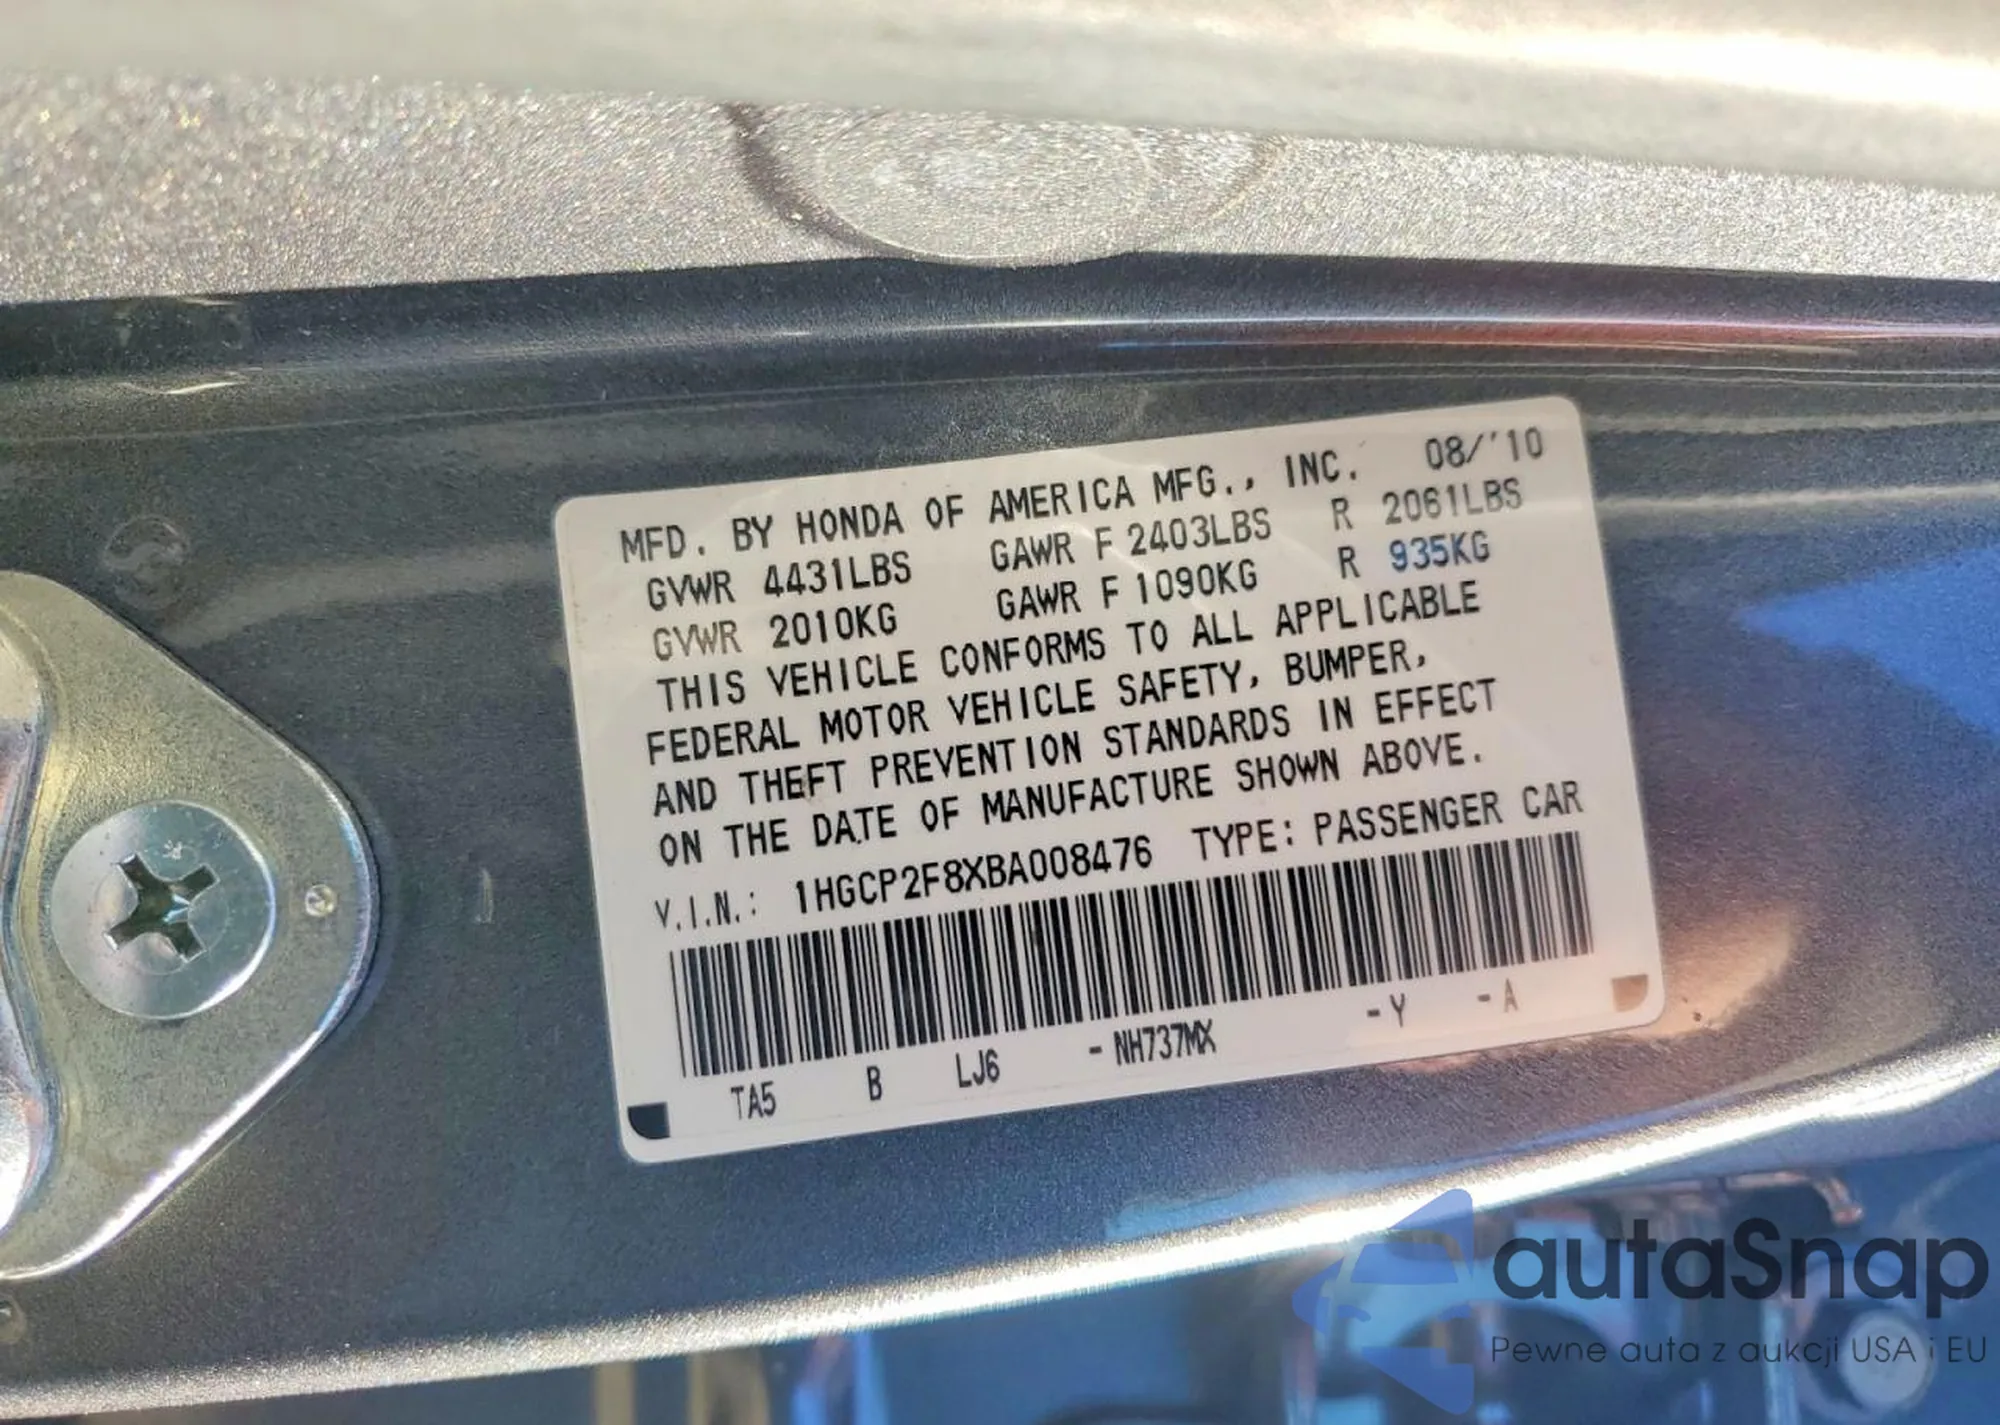 MFD. BY HONDA OF AMERICA MFG., INC. 08/'10
GVWR 4431LBS GAWR F 2403LBS R 2061LBS
GVWR 2010KG GAWR F 1090KG R 935KG
THIS VEHICLE CONFORMS TO ALL APPLICABLE
FEDERAL MOTOR VEHICLE SAFETY, BUMPER,
AND THEFT PREVENTION STANDARDS IN EFFECT
ON THE DATE OF MANUFACTURE SHOWN ABOVE.
V.I.N.: 1HGCP2F8XBA008476 TYPE: PASSENGER CAR
TA5 B LJ6 -NH737MX -Y -A
autaSnap
Pewne auta z aukcji USA i EU